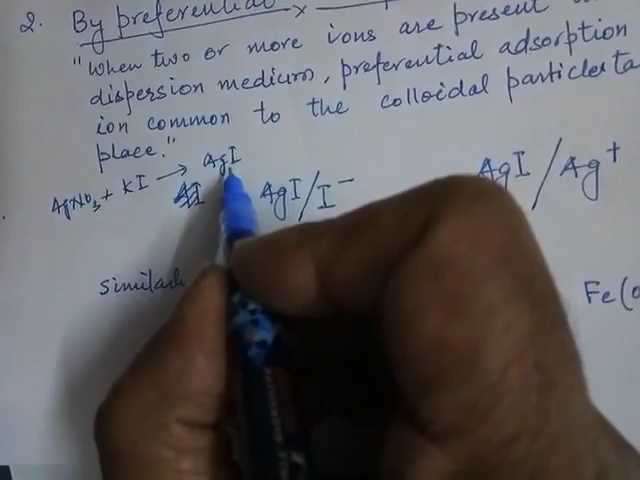 2. By preferential
"When two or more ions are present
dispersion medium, preferential adsorption
ion common to the colloidal particles ta
place."
AgNO3 + KI → AgI
AgI/I⁻ AgI/Ag⁺
similar
Fe(o